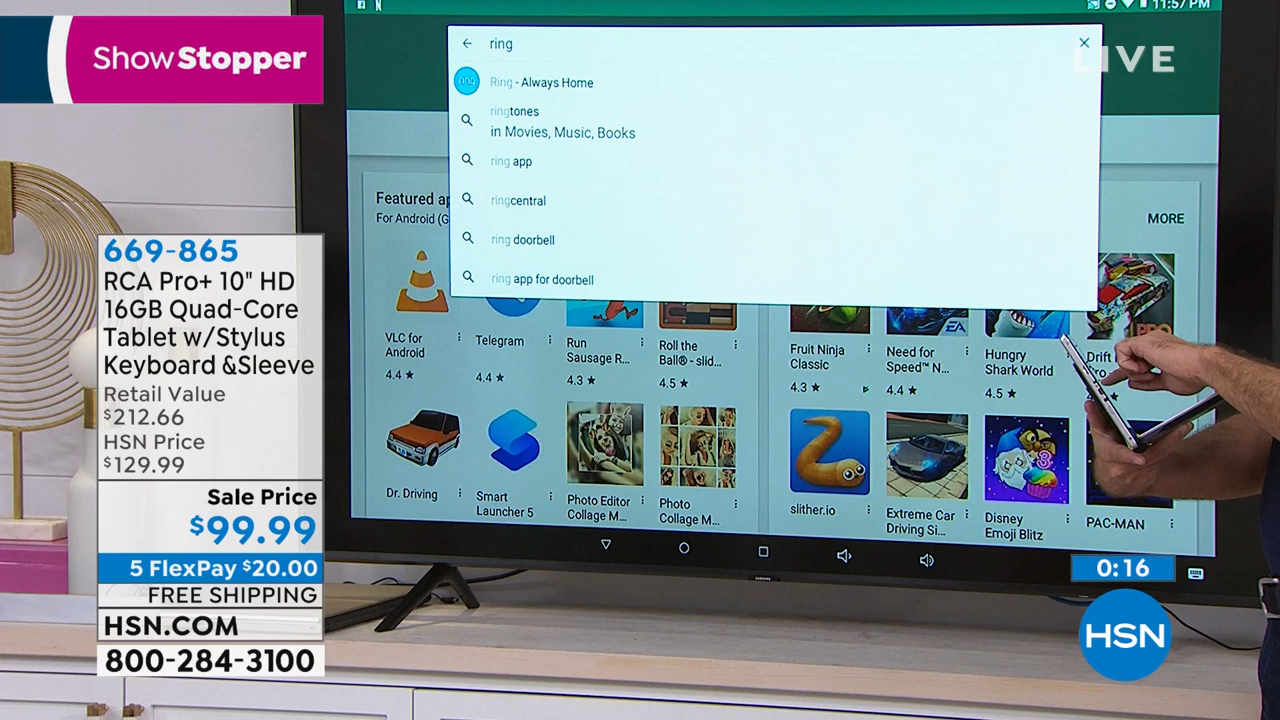 ShowStopper
LIVE
11:57 PM
ring
Ring - Always Home
ringtones
in Movies, Music, Books
ring app
ringcentral
ring doorbell
ring app for doorbell
Featured
For Android
MORE
VLC for
Android
4.4 ★
Telegram
4.4 ★
Run
Sausage R...
4.3 ★
Roll the
Ball® - slid...
4.5 ★
Fruit Ninja
Classic
4.3 ★
EA
Need for
Speed™ N...
4.4 ★
Hungry
Shark World
4.5 ★
Drift
Dr. Driving
Smart
Launcher 5
Photo Editor
Collage M...
Photo
Collage M...
slither.io
Extreme Car
Driving Si...
3
Disney
Emoji Blitz
PAC-MAN
SAMSUNG
669-865
RCA Pro+ 10" HD
16GB Quad-Core
Tablet w/Stylus
Keyboard &Sleeve
Retail Value
$212.66
HSN Price
$129.99
Sale Price
$99.99
5 FlexPay $20.00
FREE SHIPPING
HSN.COM
800-284-3100
0:16
HSN